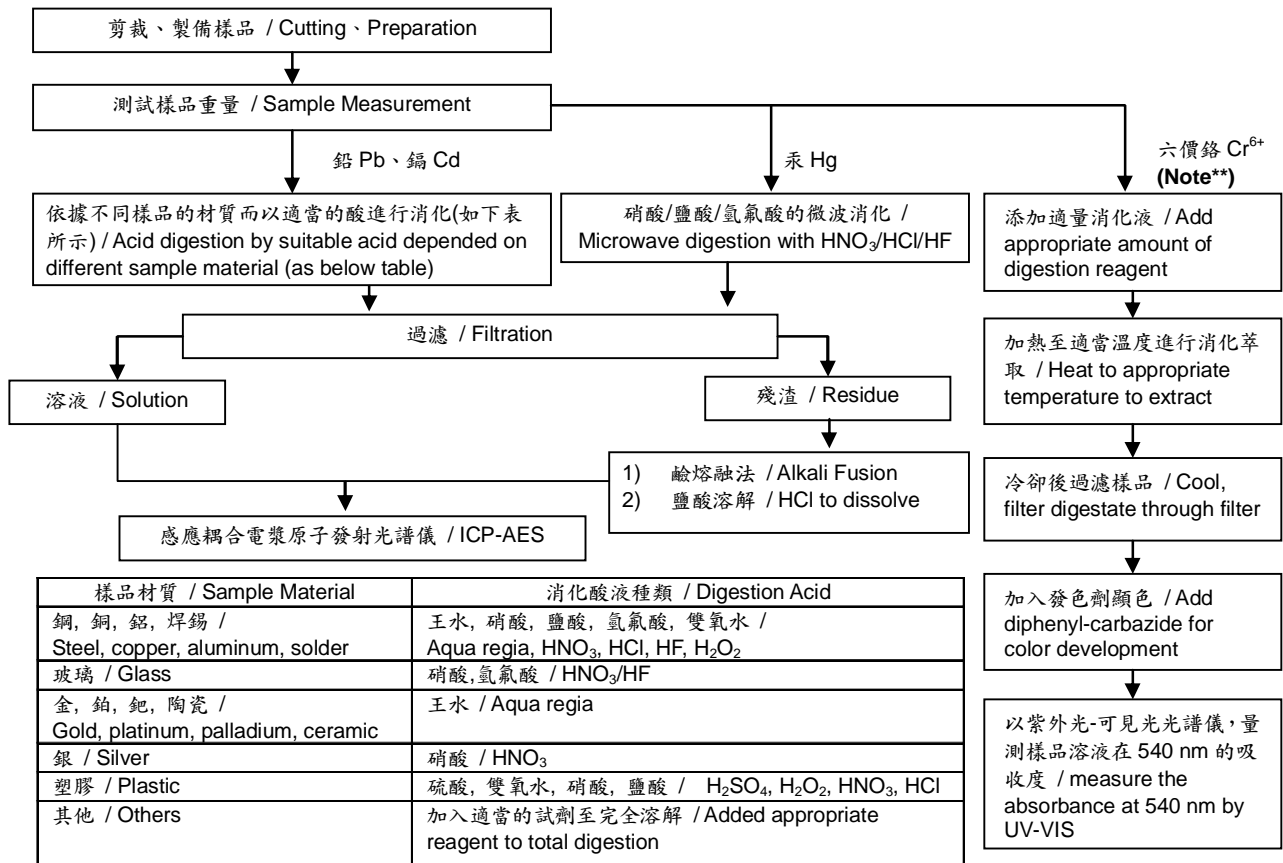 剪裁、製備樣品 / Cutting、Preparation
測試樣品重量 / Sample Measurement
鉛 Pb、鎘 Cd
汞 Hg
六價鉻 Cr⁶⁺
(Note**)
依據不同樣品的材質而以適當的酸進行消化(如下表
所示) / Acid digestion by suitable acid depended on
different sample material (as below table)
硝酸/鹽酸/氫氟酸的微波消化 /
Microwave digestion with HNO₃/HCl/HF
添加適量消化液 / Add
appropriate amount of
digestion reagent
過濾 / Filtration
加熱至適當溫度進行消化萃
取 / Heat to appropriate
temperature to extract
溶液 / Solution
殘渣 / Residue
1) 鹼熔融法 / Alkali Fusion
2) 鹽酸溶解 / HCl to dissolve
冷卻後過濾樣品 / Cool,
filter digestate through filter
感應耦合電漿原子發射光譜儀 / ICP-AES
加入發色劑顯色 / Add
diphenyl-carbazide for
color development
以紫外光-可見光光譜儀，量
測樣品溶液在 540 nm 的吸
收度 / measure the
absorbance at 540 nm by
UV-VIS
樣品材質 / Sample Material
消化酸液種類 / Digestion Acid
鋼, 銅, 鋁, 焊錫 /
Steel, copper, aluminum, solder
王水, 硝酸, 鹽酸, 氫氟酸, 雙氧水 /
Aqua regia, HNO₃, HCl, HF, H₂O₂
玻璃 / Glass
硝酸,氫氟酸 / HNO₃/HF
金, 鉑, 鈀, 陶瓷 /
Gold, platinum, palladium, ceramic
王水 / Aqua regia
銀 / Silver
硝酸 / HNO₃
塑膠 / Plastic
硫酸, 雙氧水, 硝酸, 鹽酸 / H₂SO₄, H₂O₂, HNO₃, HCl
其他 / Others
加入適當的試劑至完全溶解 / Added appropriate
reagent to total digestion